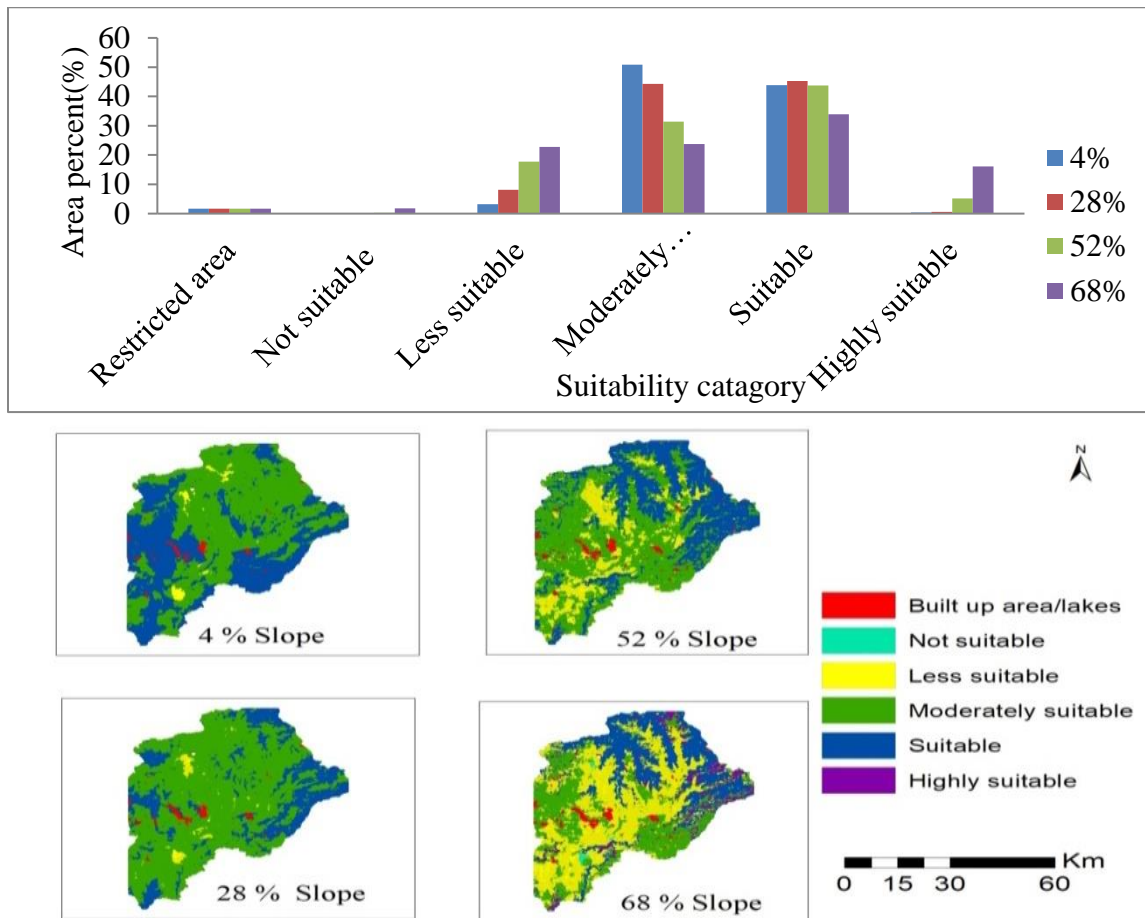 60
50
40
30
20
10
0
Area percent(%)
Restricted area
Not suitable
Less suitable
Moderately…
Suitable
Highly suitable
Suitability catagory
4%
28%
52%
68%
4 % Slope
52 % Slope
28 % Slope
68 % Slope
N
Built up area/lakes
Not suitable
Less suitable
Moderately suitable
Suitable
Highly suitable
Km
0 15 30 60